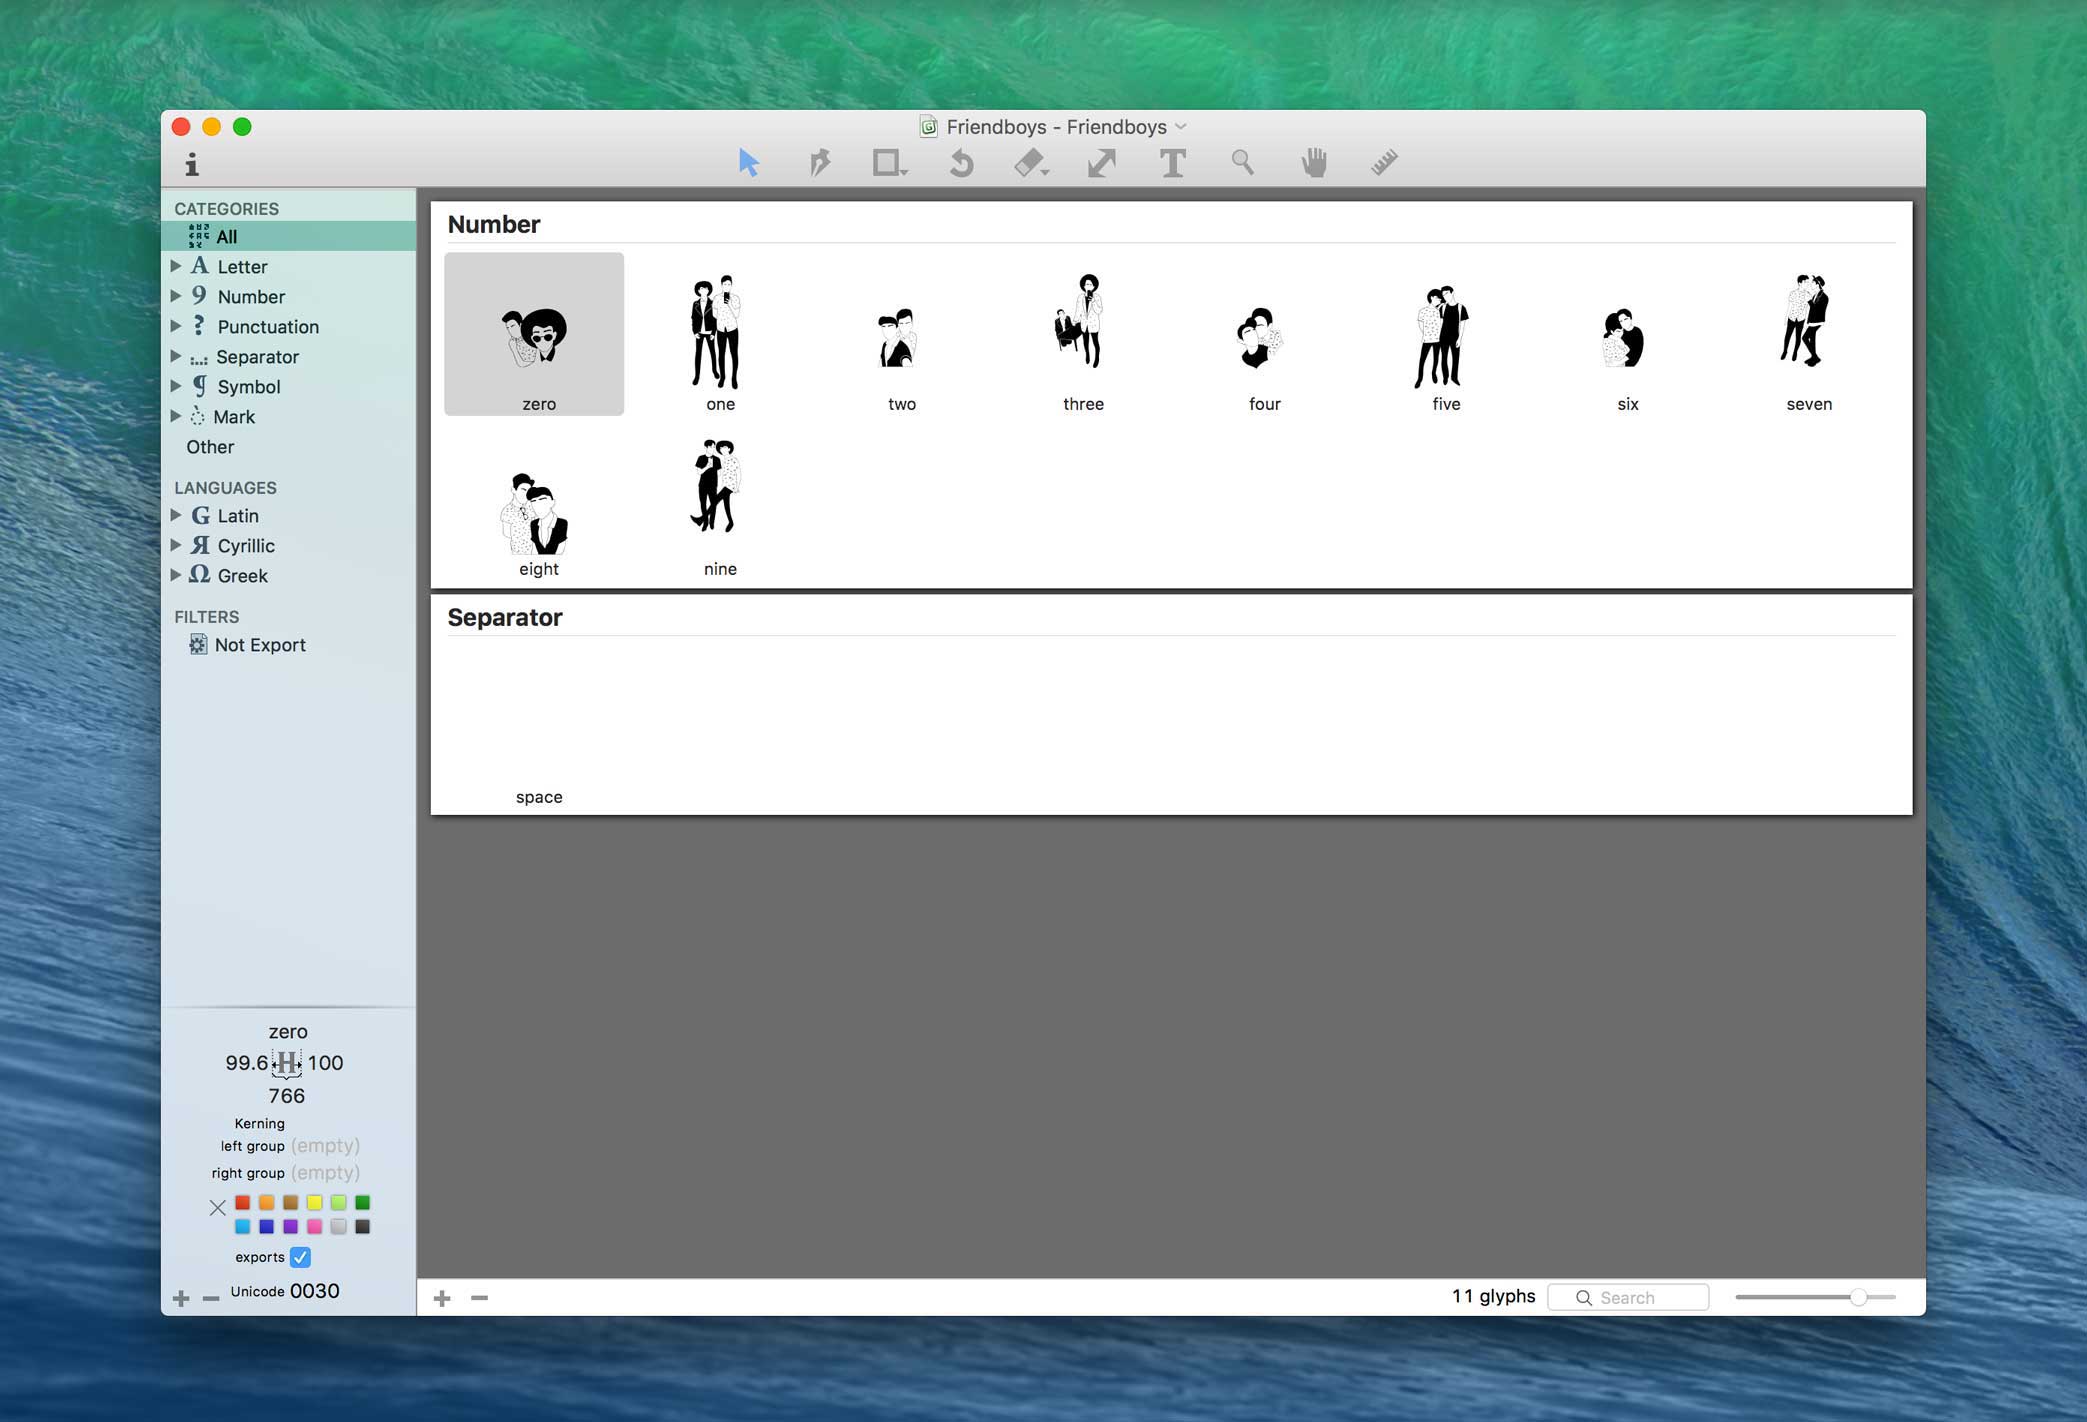 Friendboys - Friendboys
CATEGORIES
All
Letter
Number
Punctuation
Separator
Symbol
Mark
Other
LANGUAGES
Latin
Cyrillic
Greek
FILTERS
Not Export
Number
zero
one
two
three
four
five
six
seven
eight
nine
Separator
space
zero
99.6 H 100
766
Kerning
left group (empty)
right group (empty)
exports
Unicode 0030
11 glyphs
Search